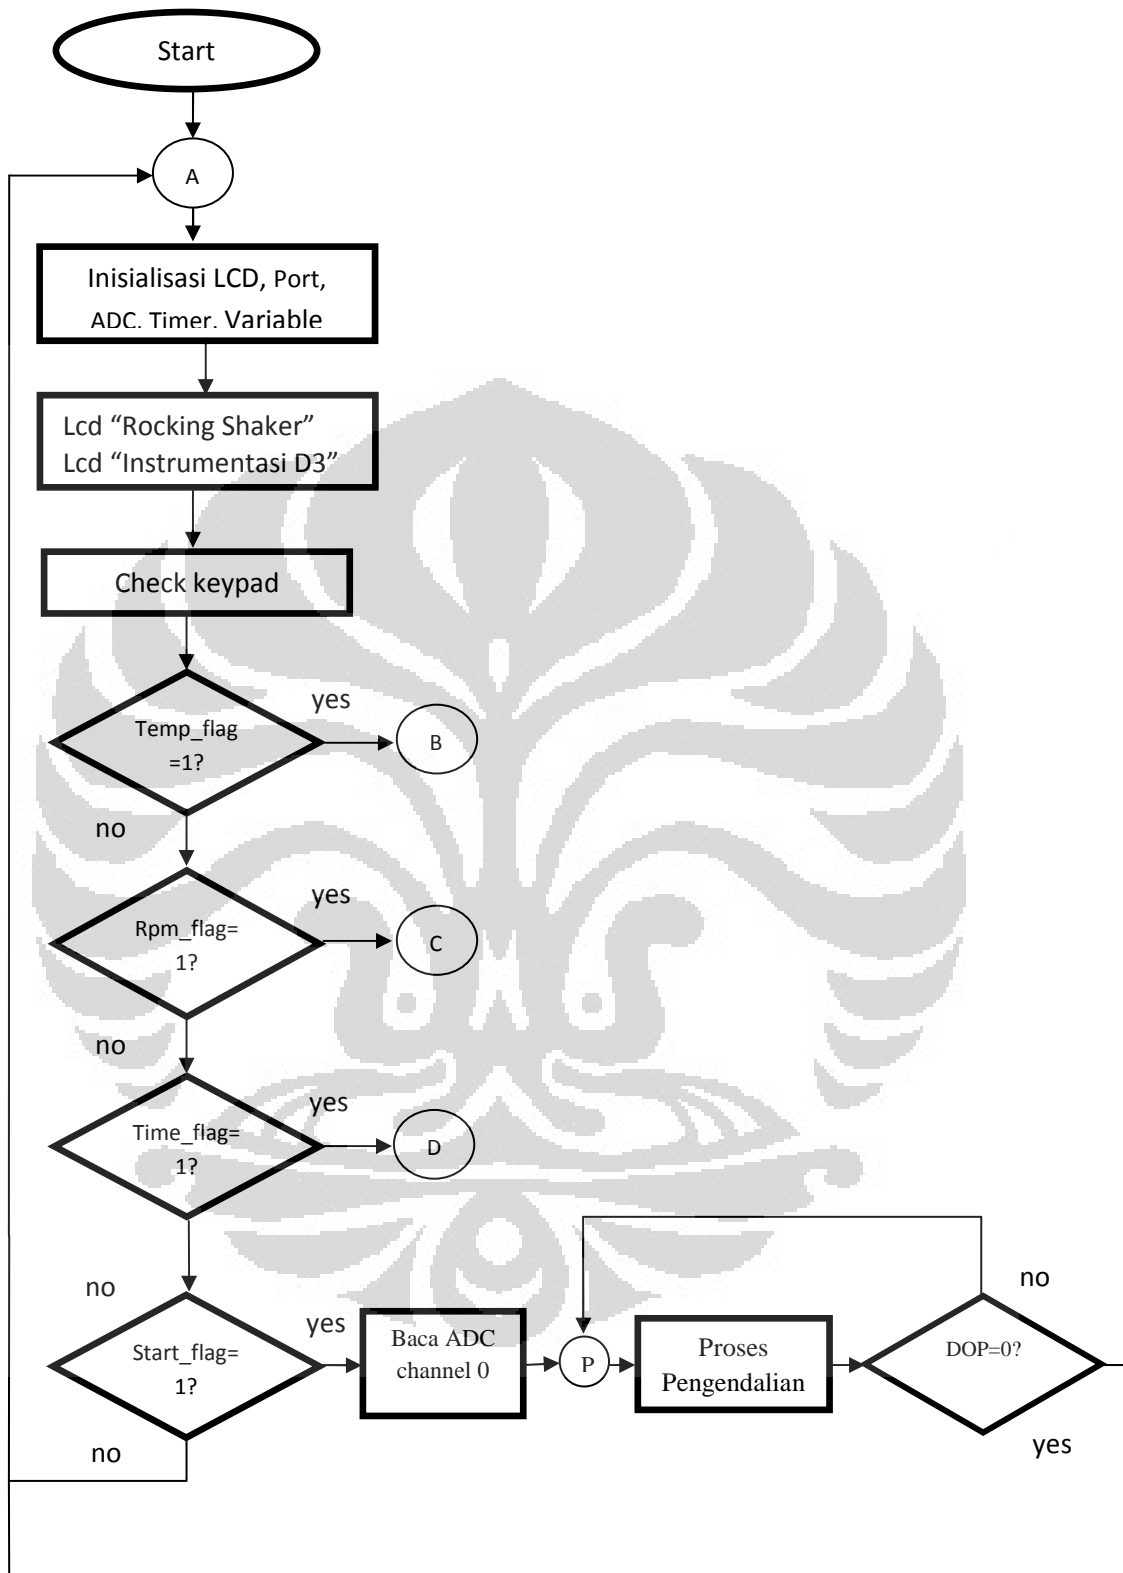 Start
A
Inisialisasi LCD, Port,
ADC, Timer, Variable
Lcd “Rocking Shaker”
Lcd “Instrumentasi D3”
Check keypad
Temp_flag
=1?
yes
B
no
Rpm_flag=
1?
yes
C
no
Time_flag=
1?
yes
D
no
Start_flag=
1?
yes
Baca ADC
channel 0
P
Proses
Pengendalian
DOP=0?
no
yes
no